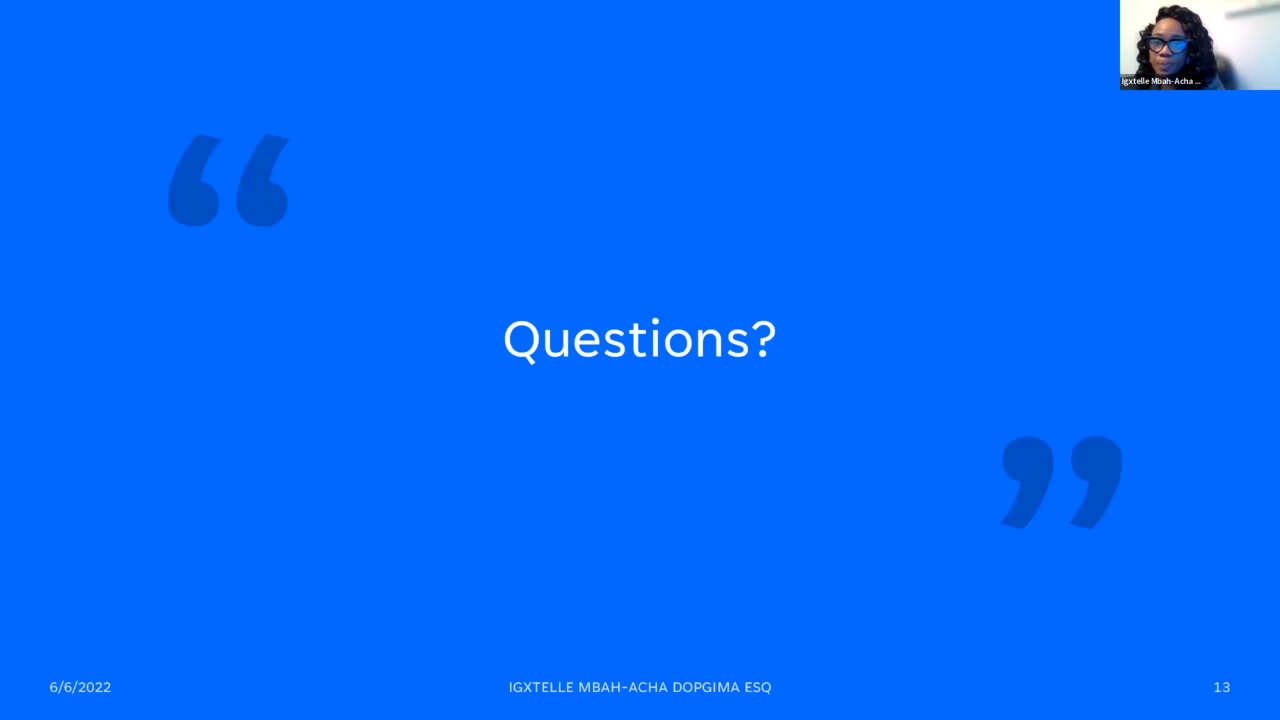 Igxtelle Mbah-Acha ...
“
Questions?
”
6/6/2022
IGXTELLE MBAH-ACHA DOPGIMA ESQ
13